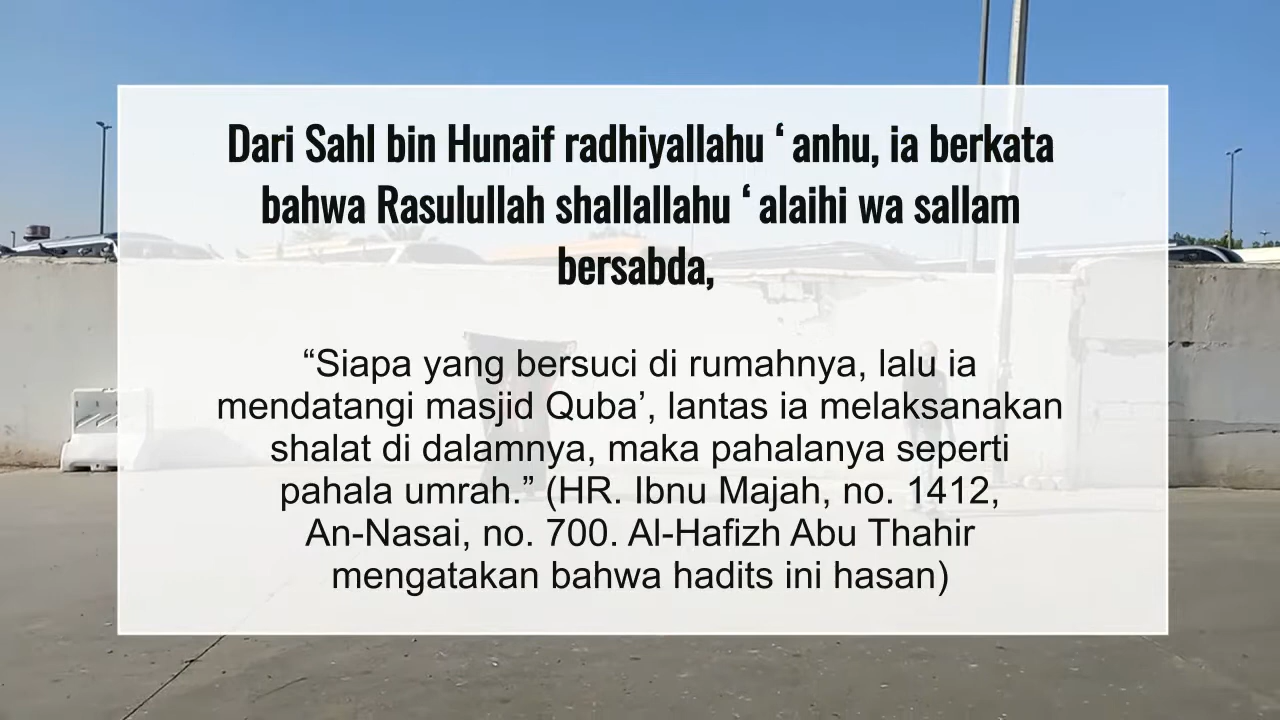 Dari Sahl bin Hunaif radhiyallahu ‘ anhu, ia berkata
bahwa Rasulullah shallallahu ‘ alaihi wa sallam
bersabda,
“Siapa yang bersuci di rumahnya, lalu ia
mendatangi masjid Quba’, lantas ia melaksanakan
shalat di dalamnya, maka pahalanya seperti
pahala umrah.” (HR. Ibnu Majah, no. 1412,
An-Nasai, no. 700. Al-Hafizh Abu Thahir
mengatakan bahwa hadits ini hasan)